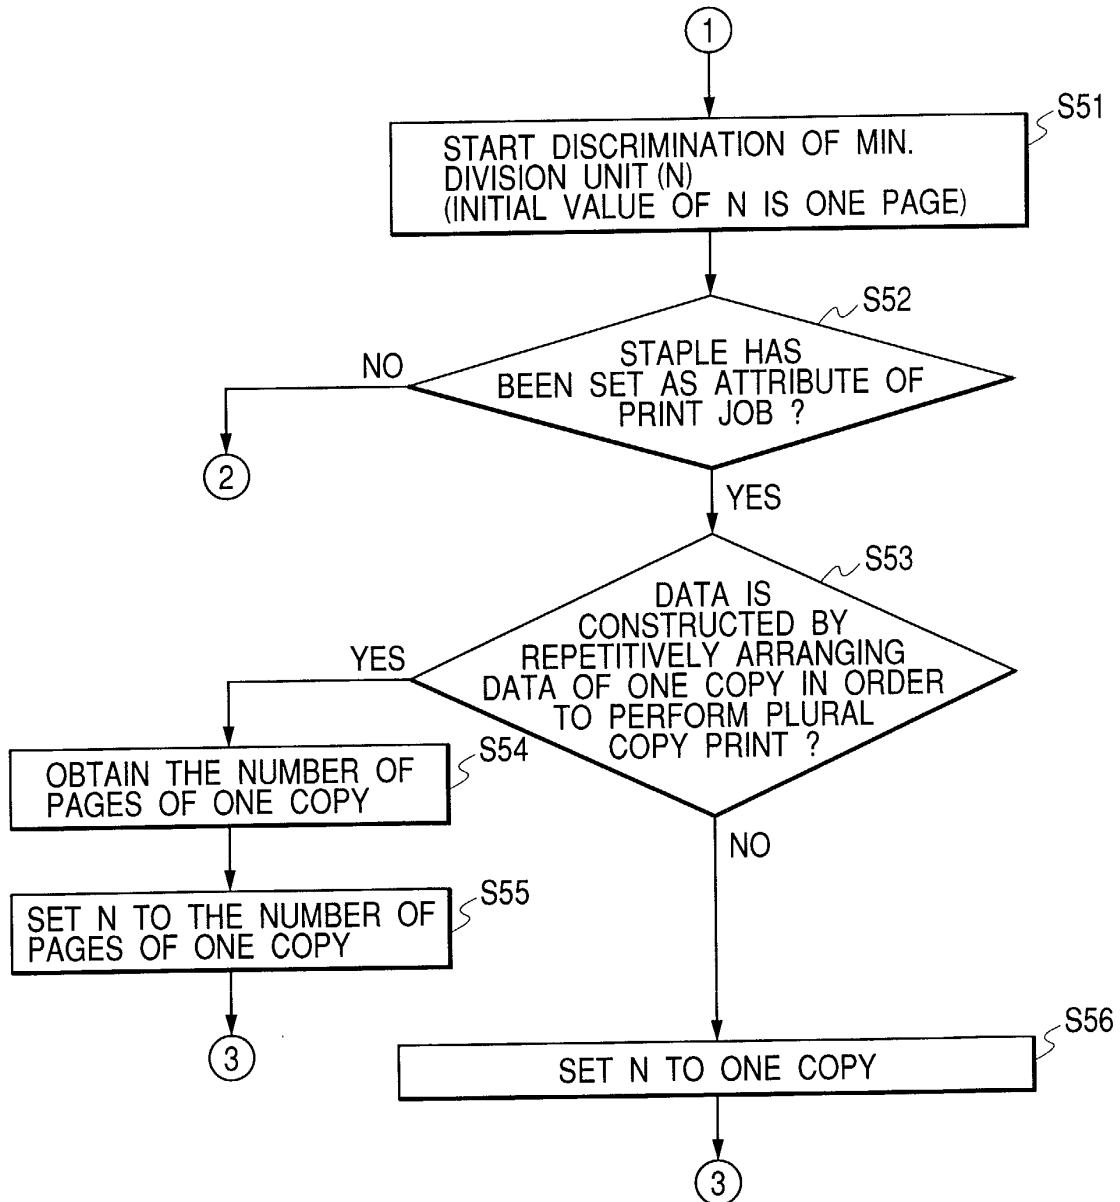 1
S51
START DISCRIMINATION OF MIN.
DIVISION UNIT (N)
(INITIAL VALUE OF N IS ONE PAGE)
S52
STAPLE HAS
BEEN SET AS ATTRIBUTE OF
PRINT JOB ?
NO
2
YES
S53
DATA IS
CONSTRUCTED BY
REPETITIVELY ARRANGING
DATA OF ONE COPY IN ORDER
TO PERFORM PLURAL
COPY PRINT ?
YES
S54
OBTAIN THE NUMBER OF
PAGES OF ONE COPY
NO
S55
SET N TO THE NUMBER OF
PAGES OF ONE COPY
3
S56
SET N TO ONE COPY
3